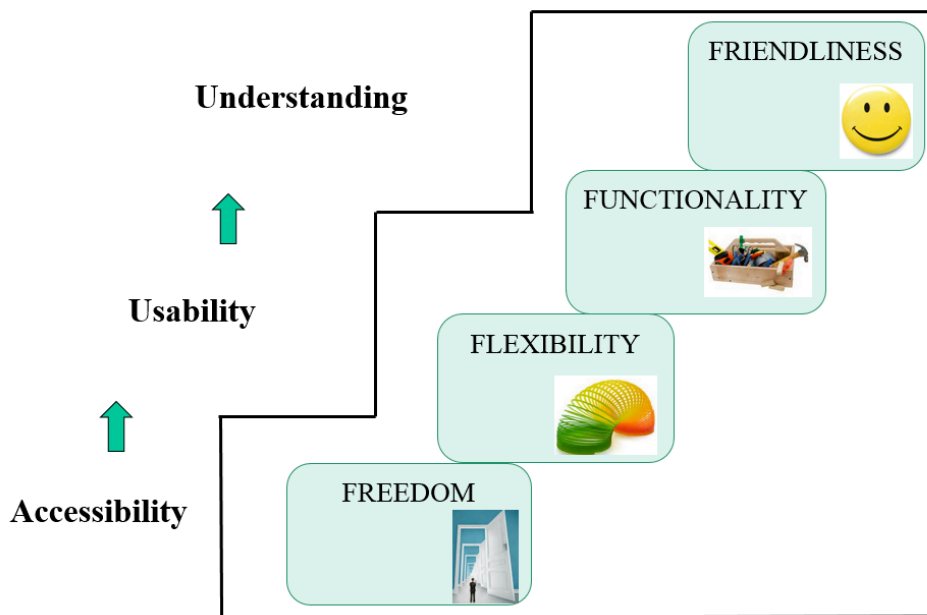 FRIENDLINESS
Understanding
FUNCTIONALITY
Usability
FLEXIBILITY
FREEDOM
Accessibility